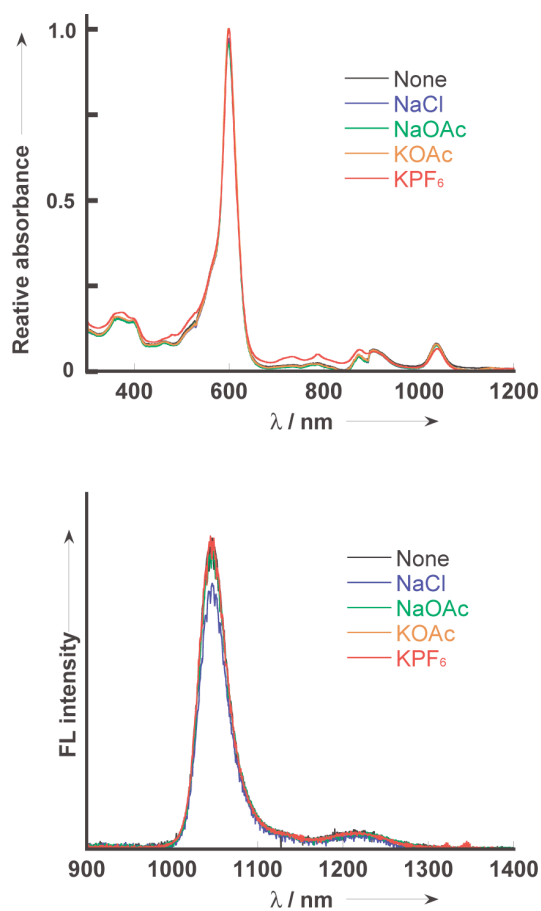 1.0
None
NaCl
NaOAc
KOAc
KPF₆
0.5
0
Reative absorbance
400 600 800 1000 1200
λ / nm
None
NaCl
NaOAc
KOAc
KPF₆
FL intensity
900 1000 1100 1200 1300 1400
λ / nm